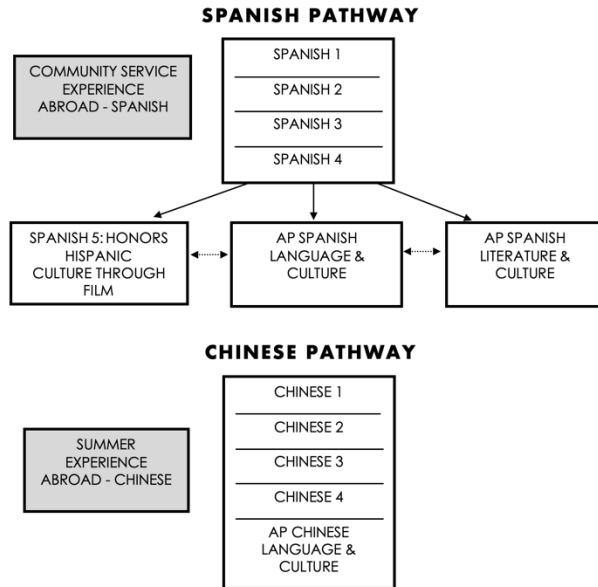 SPANISH PATHWAY
COMMUNITY SERVICE
EXPERIENCE
ABROAD - SPANISH
SPANISH 1
SPANISH 2
SPANISH 3
SPANISH 4
SPANISH 5: HONORS
HISPANIC
CULTURE THROUGH
FILM
AP SPANISH
LANGUAGE &
CULTURE
AP SPANISH
LITERATURE &
CULTURE
CHINESE PATHWAY
SUMMER
EXPERIENCE
ABROAD - CHINESE
CHINESE 1
CHINESE 2
CHINESE 3
CHINESE 4
AP CHINESE
LANGUAGE &
CULTURE